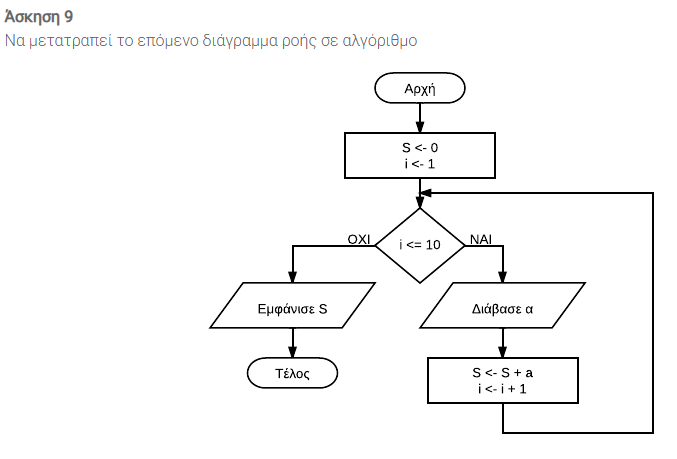 Άσκηση 9
Να μετατραπεί το επόμενο διάγραμμα ροής σε αλγόριθμο
Αρχή
S <- 0
i <- 1
ΟΧΙ
i <= 10
ΝΑΙ
Εμφάνισε S
Διάβασε α
Τέλος
S <- S + a
i <- i + 1